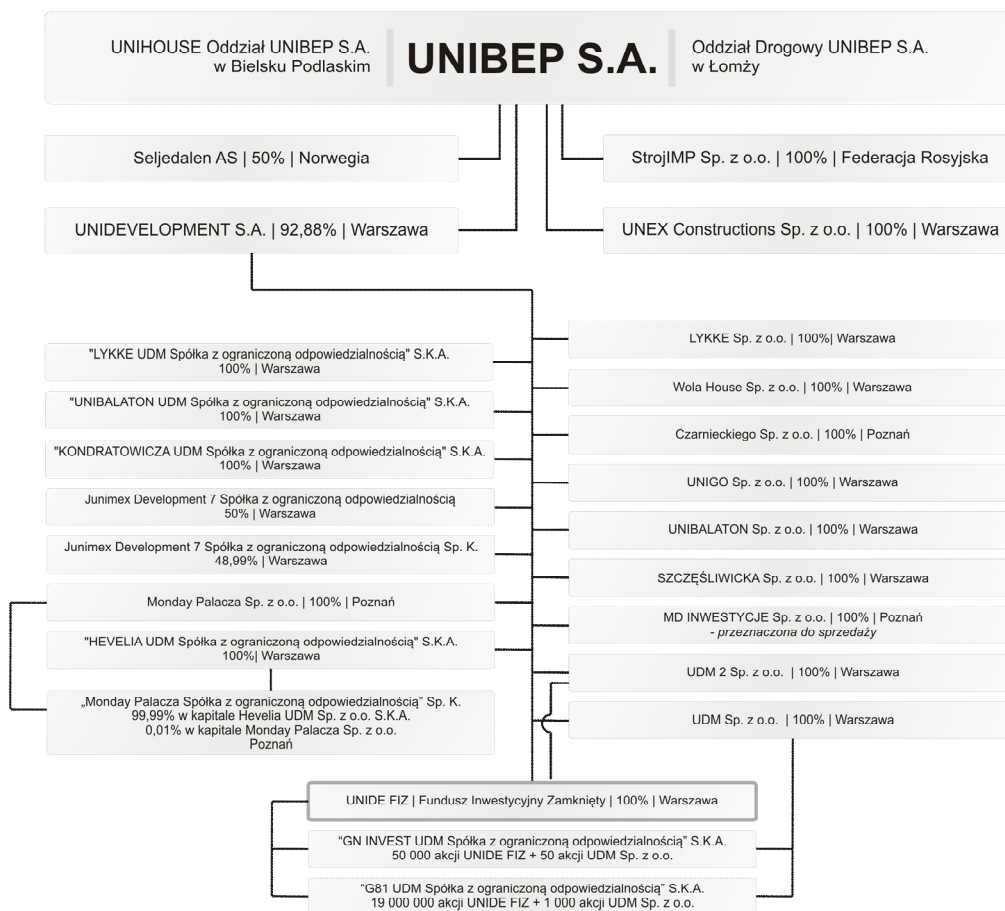 UNIHOUSE Oddział UNIBEP S.A.
w Bielsku Podlaskim
UNIBEP S.A.
Oddział Drogowy UNIBEP S.A.
w Łomży
Seljedalen AS | 50% | Norwegia
StrojIMP Sp. z o.o. | 100% | Federacja Rosyjska
UNIDEVELOPMENT S.A. | 92,88% | Warszawa
UNEX Constructions Sp. z o.o. | 100% | Warszawa
"LYKKE UDM Spółka z ograniczoną odpowiedzialnością" S.K.A.
100% | Warszawa
"UNIBALATON UDM Spółka z ograniczoną odpowiedzialnością" S.K.A.
100% | Warszawa
"KONDRATOWICZA UDM Spółka z ograniczoną odpowiedzialnością" S.K.A.
100% | Warszawa
Junimex Development 7 Spółka z ograniczoną odpowiedzialnością
50% | Warszawa
Junimex Development 7 Spółka z ograniczoną odpowiedzialnością Sp. K.
48,99% | Warszawa
Monday Palacza Sp. z o.o. | 100% | Poznań
"HEVELIA UDM Spółka z ograniczoną odpowiedzialnością" S.K.A.
100%| Warszawa
„Monday Palacza Spółka z ograniczoną odpowiedzialnością” Sp. K.
99,99% w kapitale Hevelia UDM Sp. z o.o. S.K.A.
0,01% w kapitale Monday Palacza Sp. z o.o.
Poznań
LYKKE Sp. z o.o. | 100%| Warszawa
Wola House Sp. z o.o. | 100% | Warszawa
Czarnieckiego Sp. z o.o. | 100% | Poznań
UNIGO Sp. z o.o. | 100% | Warszawa
UNIBALATON Sp. z o.o. | 100% | Warszawa
SZCZĘŚLIWICKA Sp. z o.o. | 100% | Warszawa
MD INWESTYCJE Sp. z o.o. | 100% | Poznań
- przeznaczona do sprzedaży
UDM 2 Sp. z o.o. | 100% | Warszawa
UDM Sp. z o.o. | 100% | Warszawa
UNIDE FIZ | Fundusz Inwestycyjny Zamknięty | 100% | Warszawa
“GN INVEST UDM Spółka z ograniczoną odpowiedzialnością” S.K.A.
50 000 akcji UNIDE FIZ + 50 akcji UDM Sp. z o.o.
“G81 UDM Spółka z ograniczoną odpowiedzialnością” S.K.A.
19 000 000 akcji UNIDE FIZ + 1 000 akcji UDM Sp. z o.o.